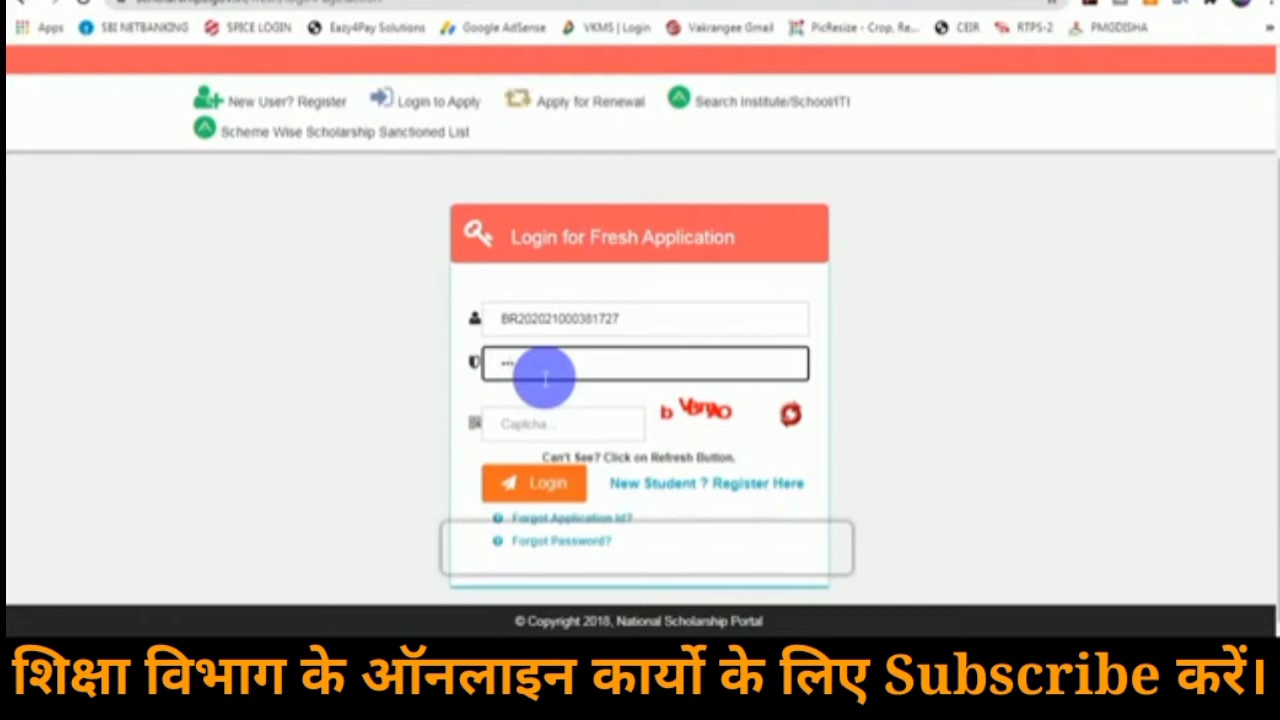 Apps SBI NETBANKING SPICE LOGIN Eazy4Pay Solutions Google AdSense VKMS | Login Vakrangee Gmail PicResize - Crop, Re... CEIR RTPS-2 PMGDISHA »
New User? Register Login to Apply Apply for Renewal Search Institute/School/ITI
Scheme Wise Scholarship Sanctioned List
Login for Fresh Application
BR202021000381727
Captcha...
Can't See? Click on Refresh Button.
Login New Student ? Register Here
Forgot Application Id?
Forgot Password?
© Copyright 2018, National Scholarship Portal
शिक्षा विभाग के ऑनलाइन कार्यो के लिए Subscribe करें।